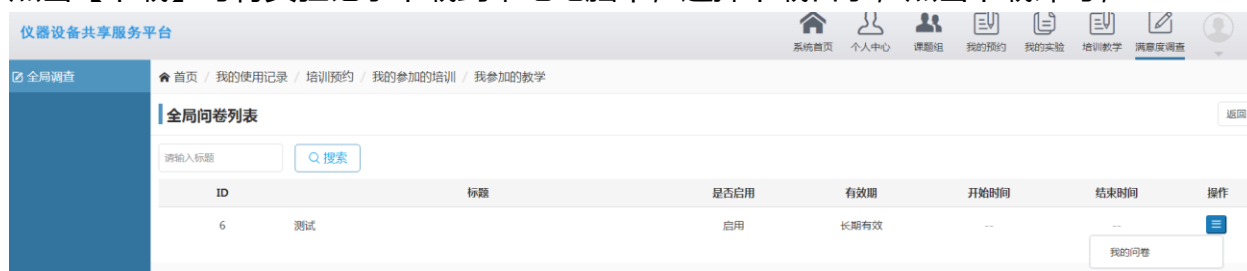 仪器设备共享服务平台
系统首页 个人中心 课题组 我的预约 我的实验 培训教学 满意度调查
全局调查
首页 / 我的使用记录 / 培训预约 / 我的参加的培训 / 我参加的教学
全局问卷列表 返回
请输入标题 搜索
ID 标题 是否启用 有效期 开始时间 结束时间 操作
6 测试 启用 长期有效 -- --
我的问卷